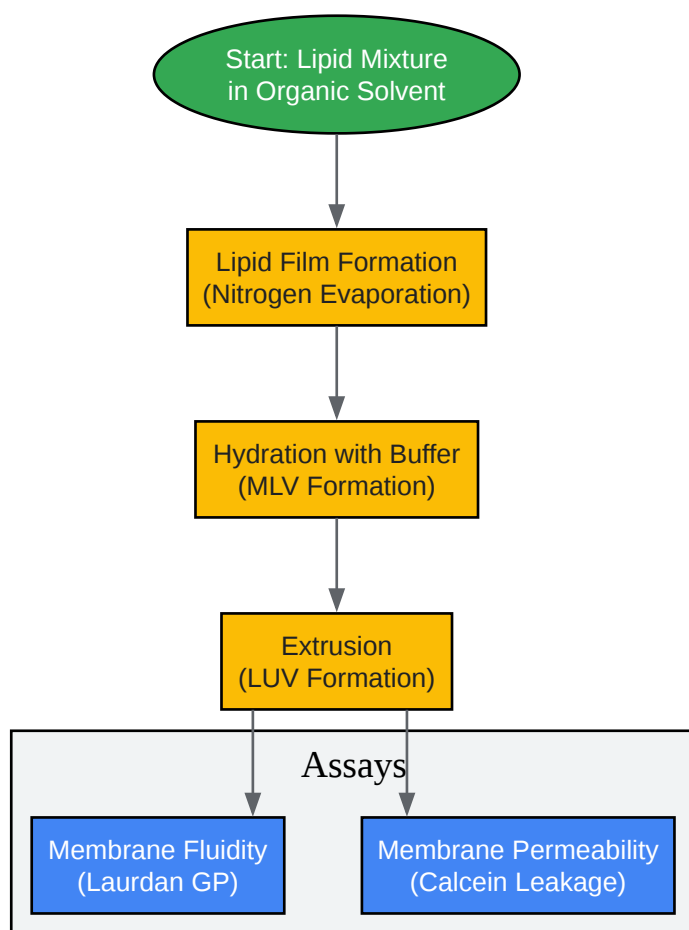 Start: Lipid Mixture
in Organic Solvent
Lipid Film Formation
(Nitrogen Evaporation)
Hydration with Buffer
(MLV Formation)
Extrusion
(LUV Formation)
Assays
Membrane Fluidity
(Laurdan GP)
Membrane Permeability
(Calcein Leakage)